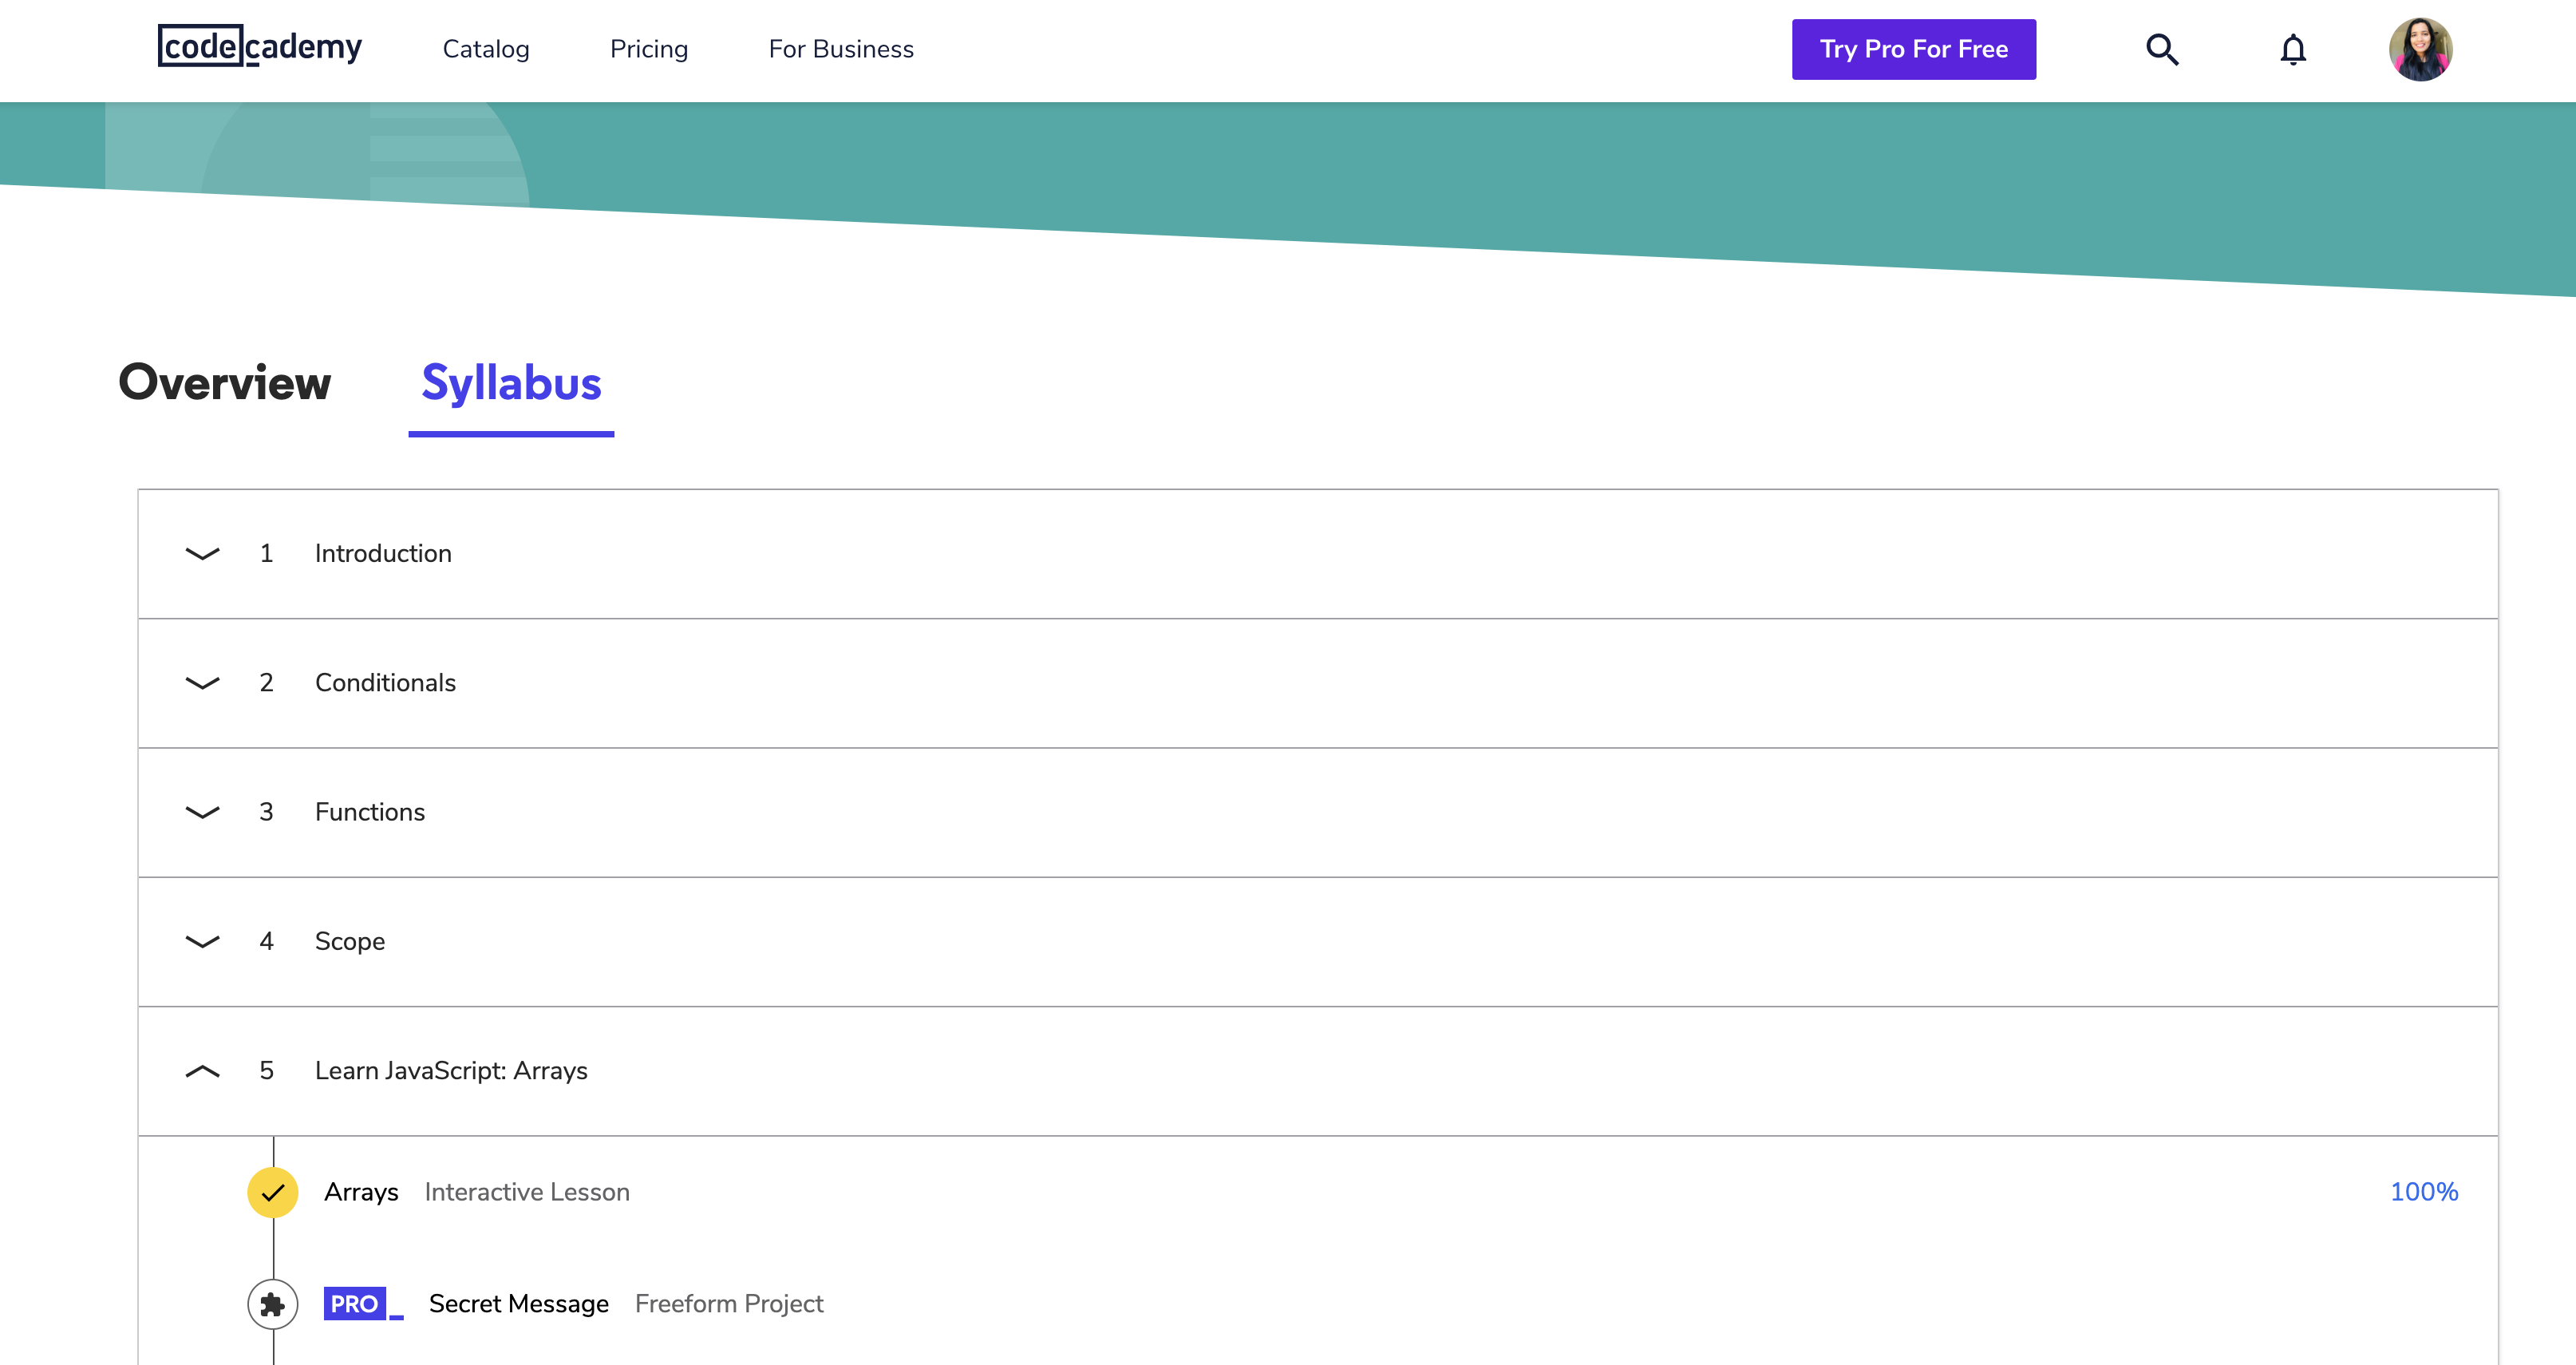 codecademy Catalog Pricing For Business Try Pro For Free
Overview Syllabus
1 Introduction
2 Conditionals
3 Functions
4 Scope
5 Learn JavaScript: Arrays
Arrays Interactive Lesson 100%
PRO Secret Message Freeform Project